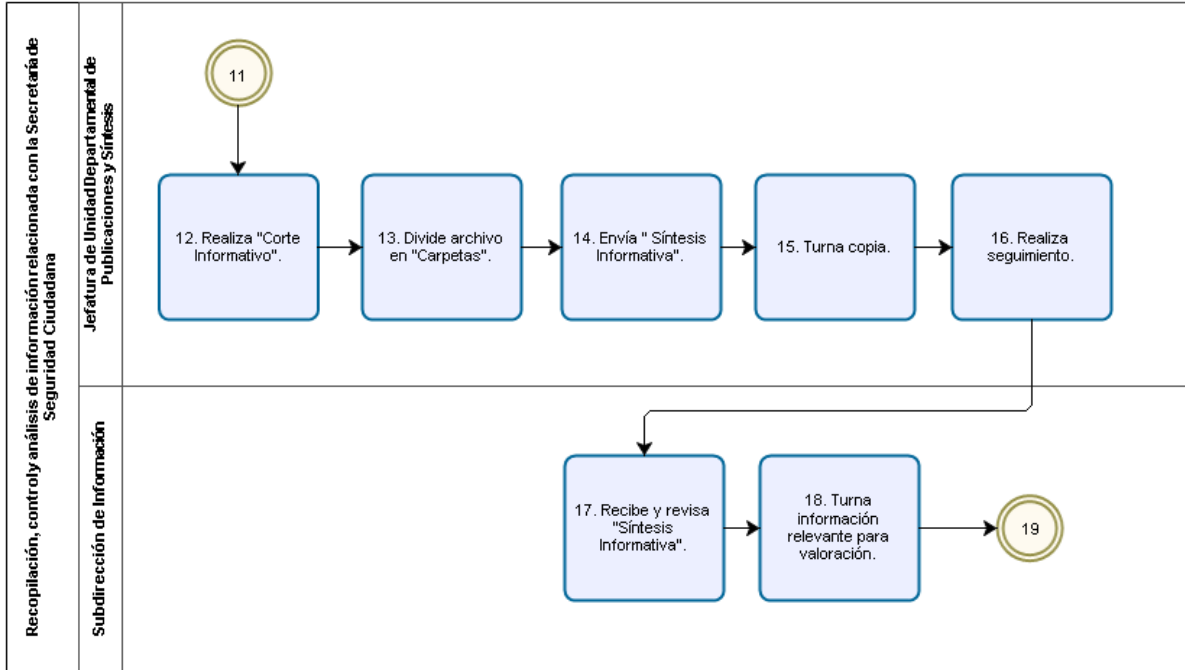 Recopilación, control y análisis de información relacionada con la Secretaría de
Seguridad Ciudadana
Jefatura de Unidad Departamental de
Publicaciones y Síntesis
11
12. Realiza "Corte
Informativo".
13. Divide archivo
en "Carpetas".
14. Envía " Síntesis
Informativa".
15. Turna copia.
16. Realiza
seguimiento.
Subdirección de Información
17. Recibe y revisa
"Síntesis
Informativa".
18. Turna
información
relevante para
valoración.
19